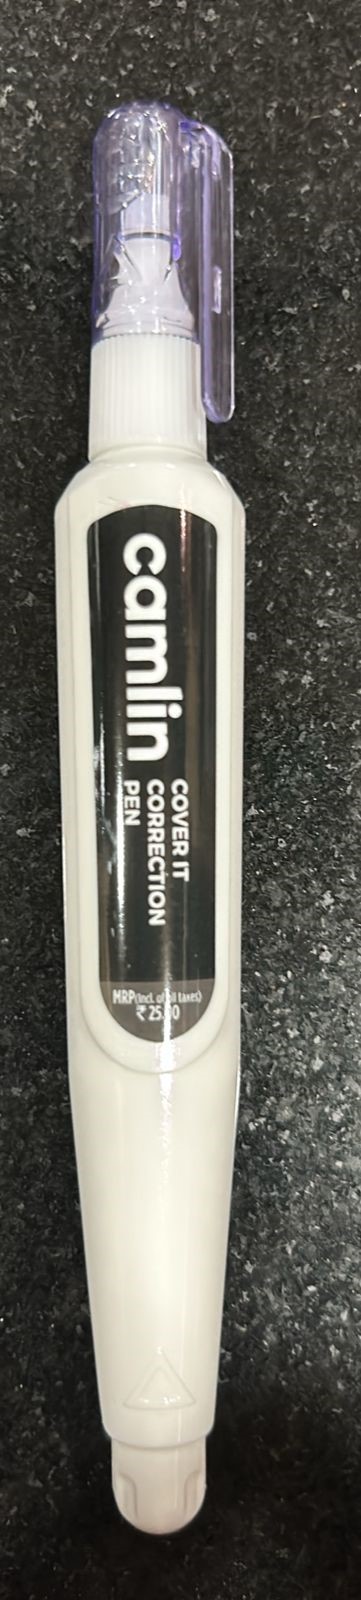 camlin
COVER IT
CORRECTION
PEN
MRP(Incl. of all taxes)
₹ 25.00